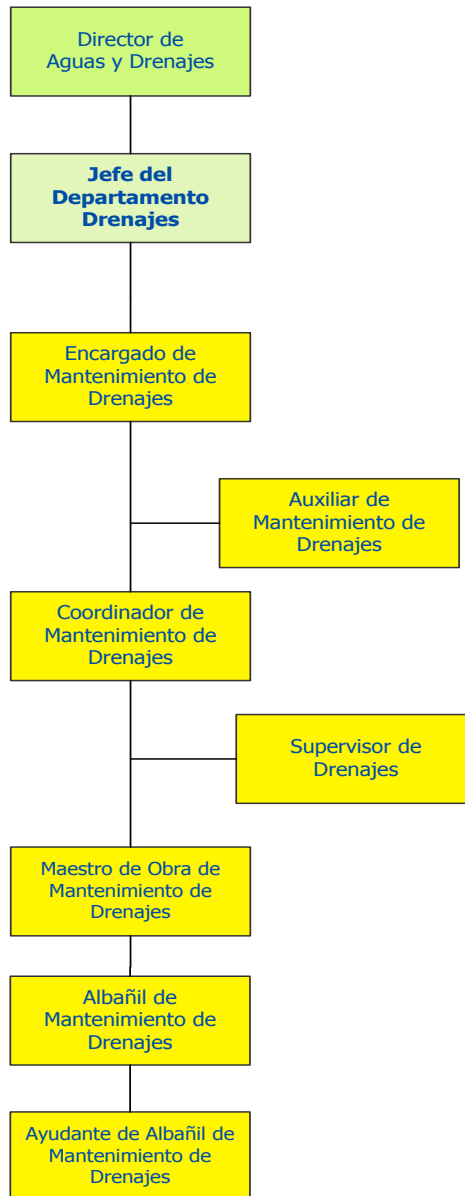 Director de
Aguas y Drenajes
Jefe del
Departamento
Drenajes
Encargado de
Mantenimiento de
Drenajes
Auxiliar de
Mantenimiento de
Drenajes
Coordinador de
Mantenimiento de
Drenajes
Supervisor de
Drenajes
Maestro de Obra de
Mantenimiento de
Drenajes
Albañil de
Mantenimiento de
Drenajes
Ayudante de Albañil de
Mantenimiento de
Drenajes